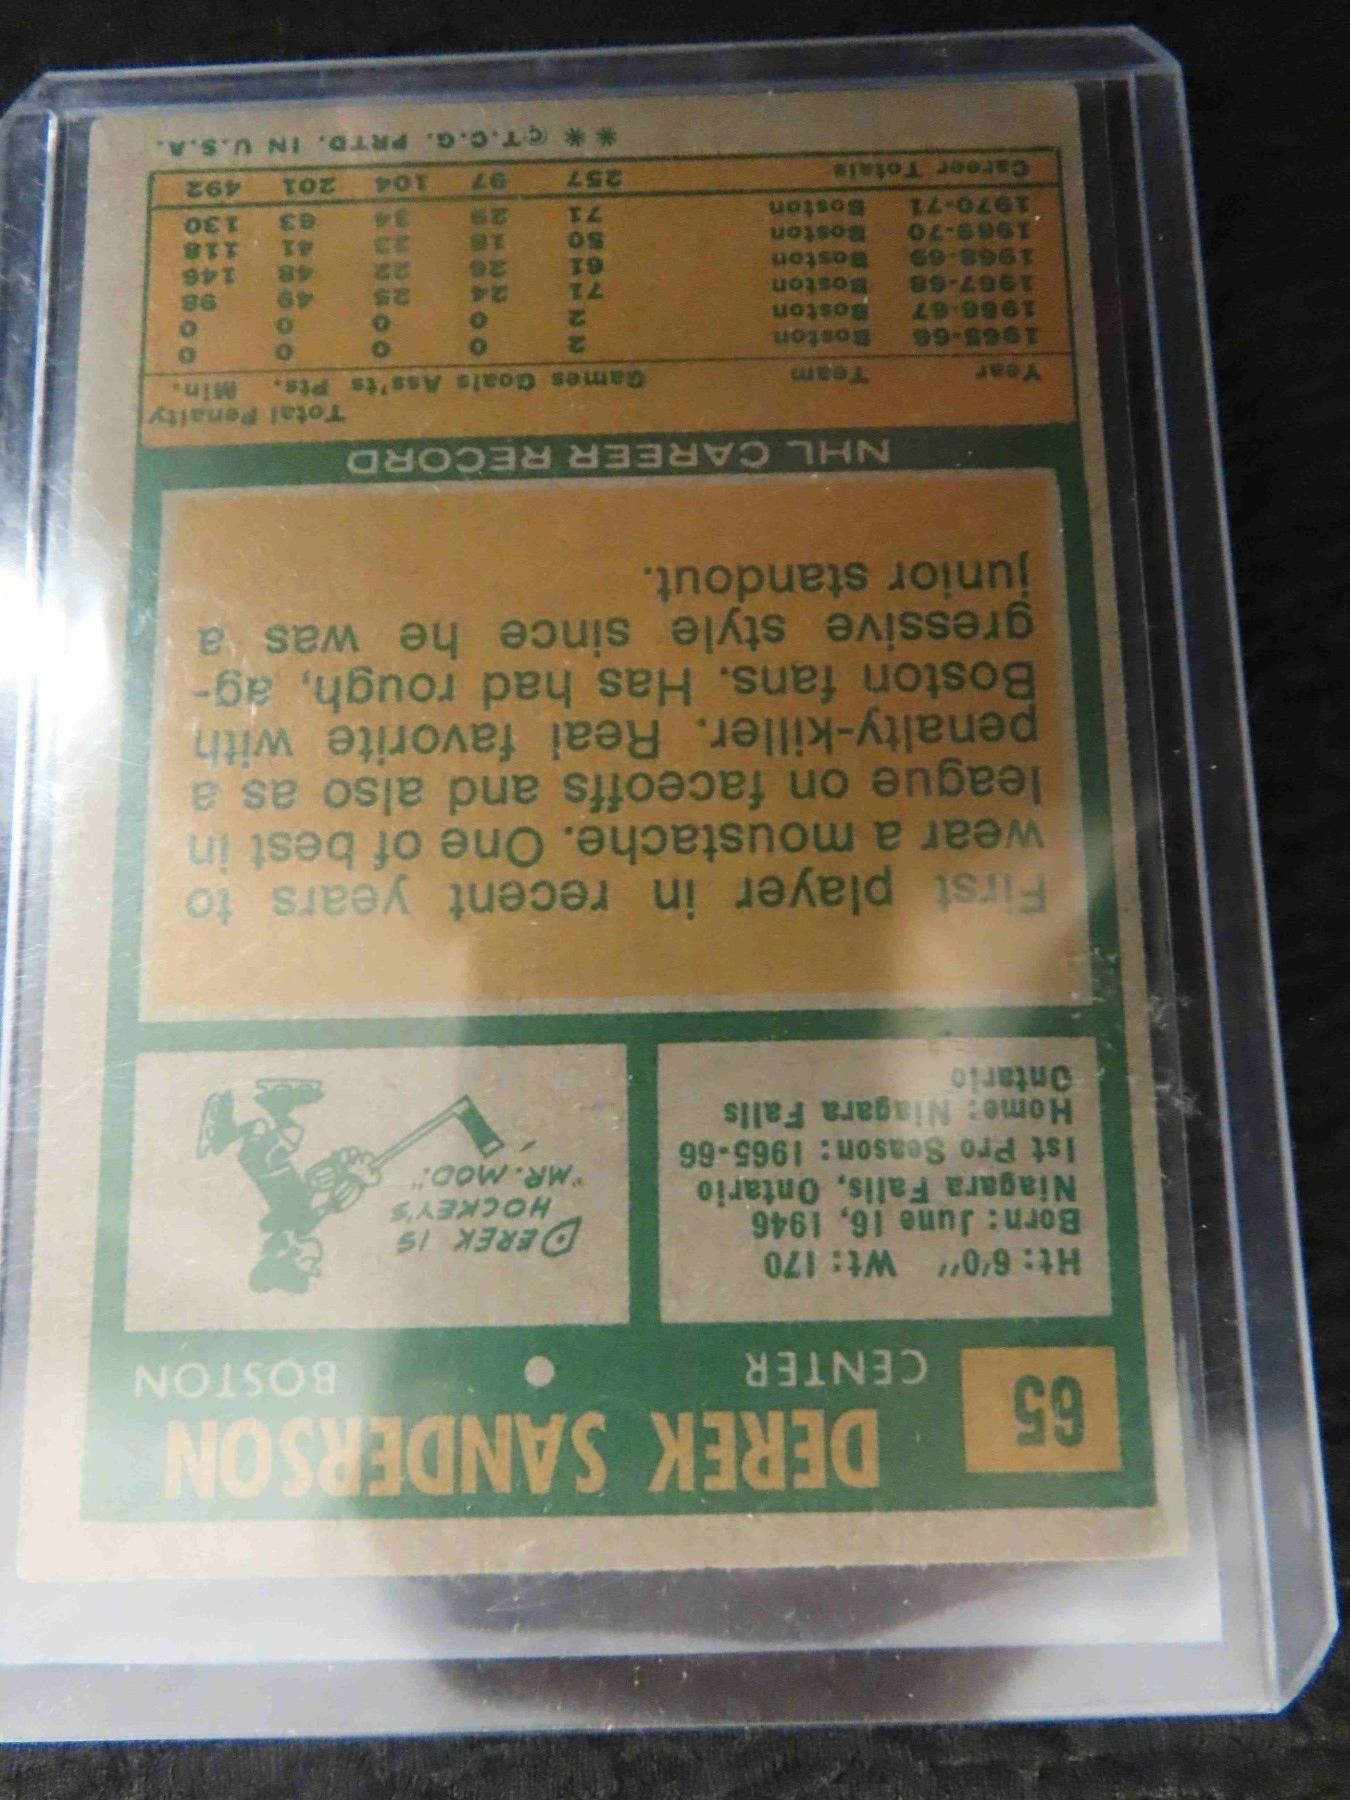 65
DEREK SANDERSON
CENTER • BOSTON
Ht: 6'0" Wt: 170
Born: June 16, 1946
Niagara Falls, Ontario
1st Pro Season: 1965-66
Home: Niagara Falls
Ontario
DEREK IS
HOCKEY'S
"MR. MOD."
First player in recent years to
wear a moustache. One of best in
league on faceoffs and also as a
penalty-killer. Real favorite with
Boston fans. Has had rough, ag-
gressive style since he was a
junior standout.
NHL CAREER RECORD
Total Penalty
Year Team Games Goals Ass'ts Pts. Min.
1965-66 Boston 2 0 0 0 0
1966-67 Boston 2 0 0 0 0
1967-68 Boston 71 24 25 49 98
1968-69 Boston 61 26 22 48 146
1969-70 Boston 50 18 23 41 118
1970-71 Boston 71 29 34 63 130
Career Totals 257 97 104 201 492
**©T.C.G. PRTD. IN U.S.A.